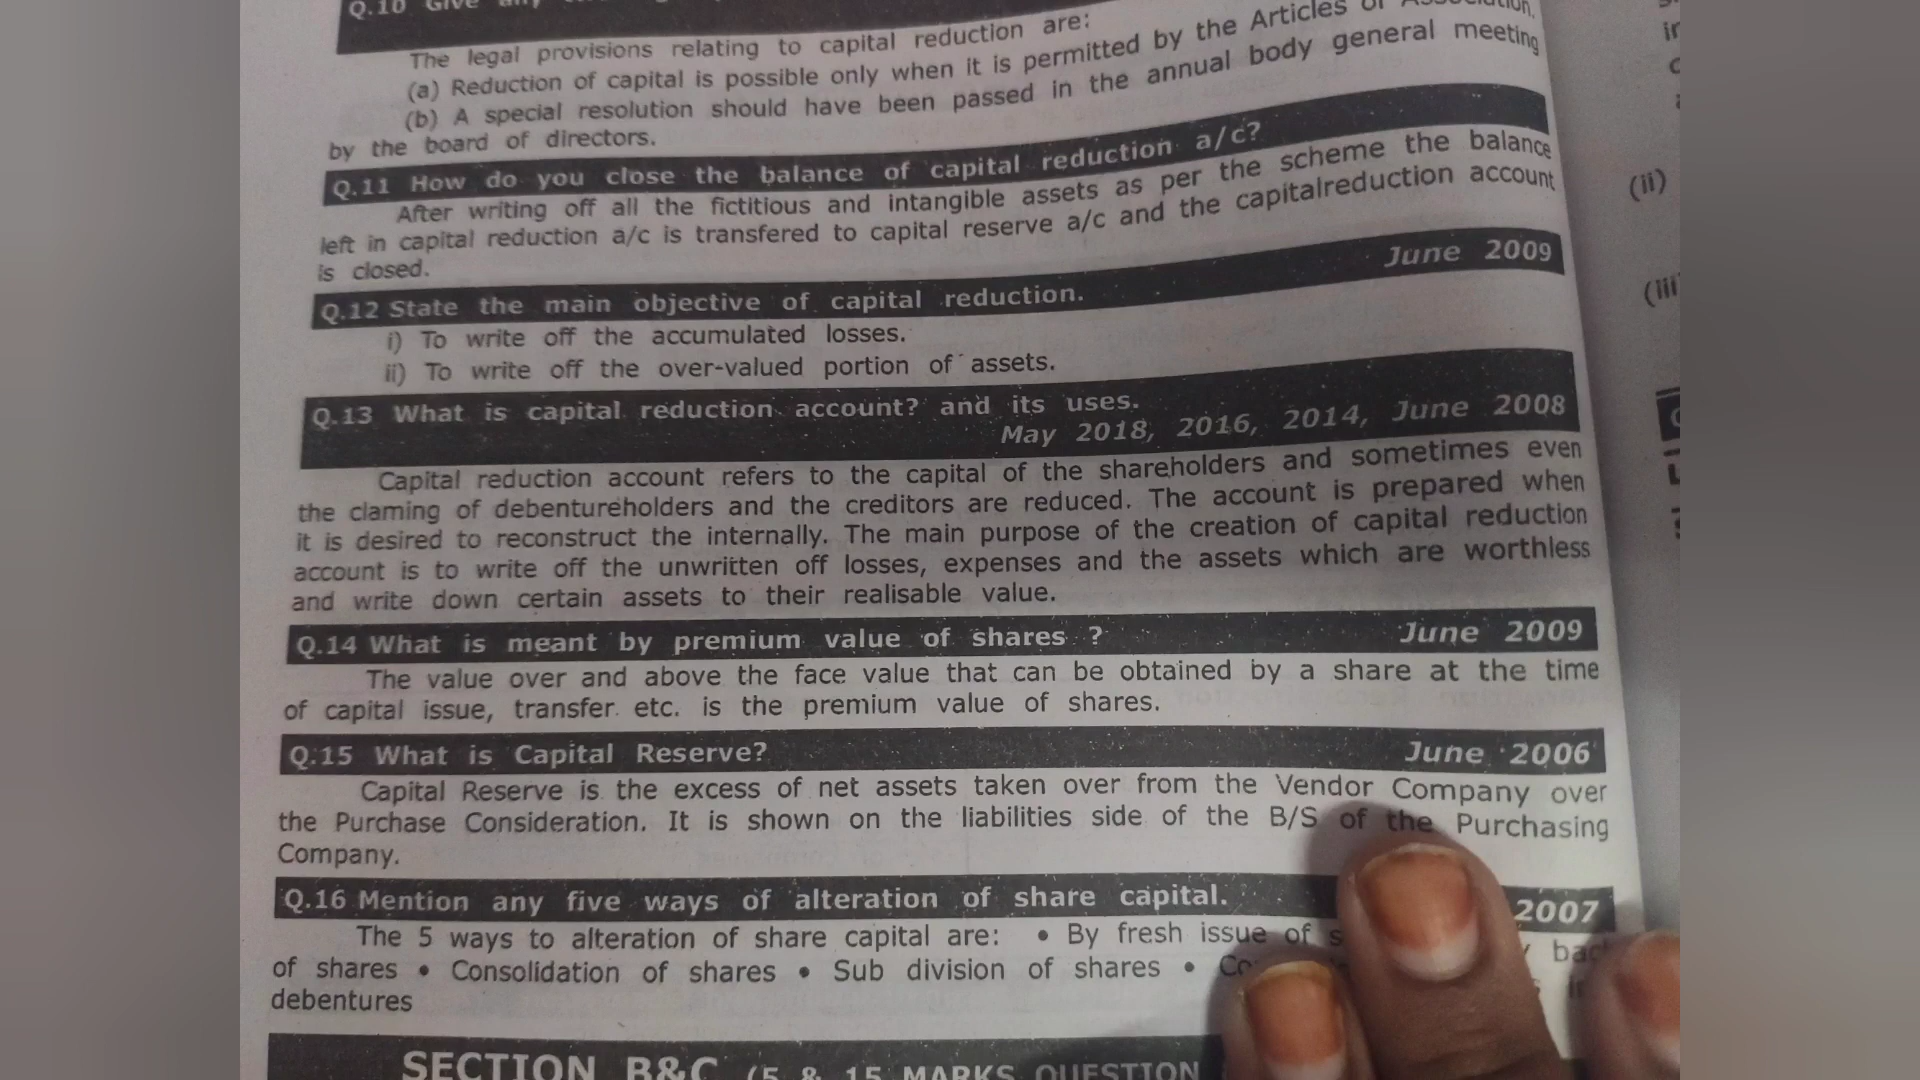 Q.10 Give any
The legal provisions relating to capital reduction are:
(a) Reduction of capital is possible only when it is permitted by the Articles of Association.
(b) A special resolution should have been passed in the annual body general meeting
by the board of directors.
Q.11 How do you close the balance of capital reduction a/c?
After writing off all the fictitious and intangible assets as per the scheme the balance
left in capital reduction a/c is transfered to capital reserve a/c and the capitalreduction account
is closed.
Q.12 State the main objective of capital reduction. June 2009
i) To write off the accumulated losses.
ii) To write off the over-valued portion of assets.
Q.13 What is capital reduction account? and its uses.
May 2018, 2016, 2014, June 2008
Capital reduction account refers to the capital of the shareholders and sometimes even
the claming of debentureholders and the creditors are reduced. The account is prepared when
it is desired to reconstruct the internally. The main purpose of the creation of capital reduction
account is to write off the unwritten off losses, expenses and the assets which are worthless
and write down certain assets to their realisable value.
Q.14 What is meant by premium value of shares ? June 2009
The value over and above the face value that can be obtained by a share at the time
of capital issue, transfer etc. is the premium value of shares.
Q.15 What is Capital Reserve? June 2006
Capital Reserve is the excess of net assets taken over from the Vendor Company over
the Purchase Consideration. It is shown on the liabilities side of the B/S of the Purchasing
Company.
Q.16 Mention any five ways of alteration of share capital. 2007
The 5 ways to alteration of share capital are: • By fresh issue of
of shares • Consolidation of shares • Sub division of shares •
debentures
SECTION B&C (5 & 15 MARKS QUESTION
(ii)
(iii